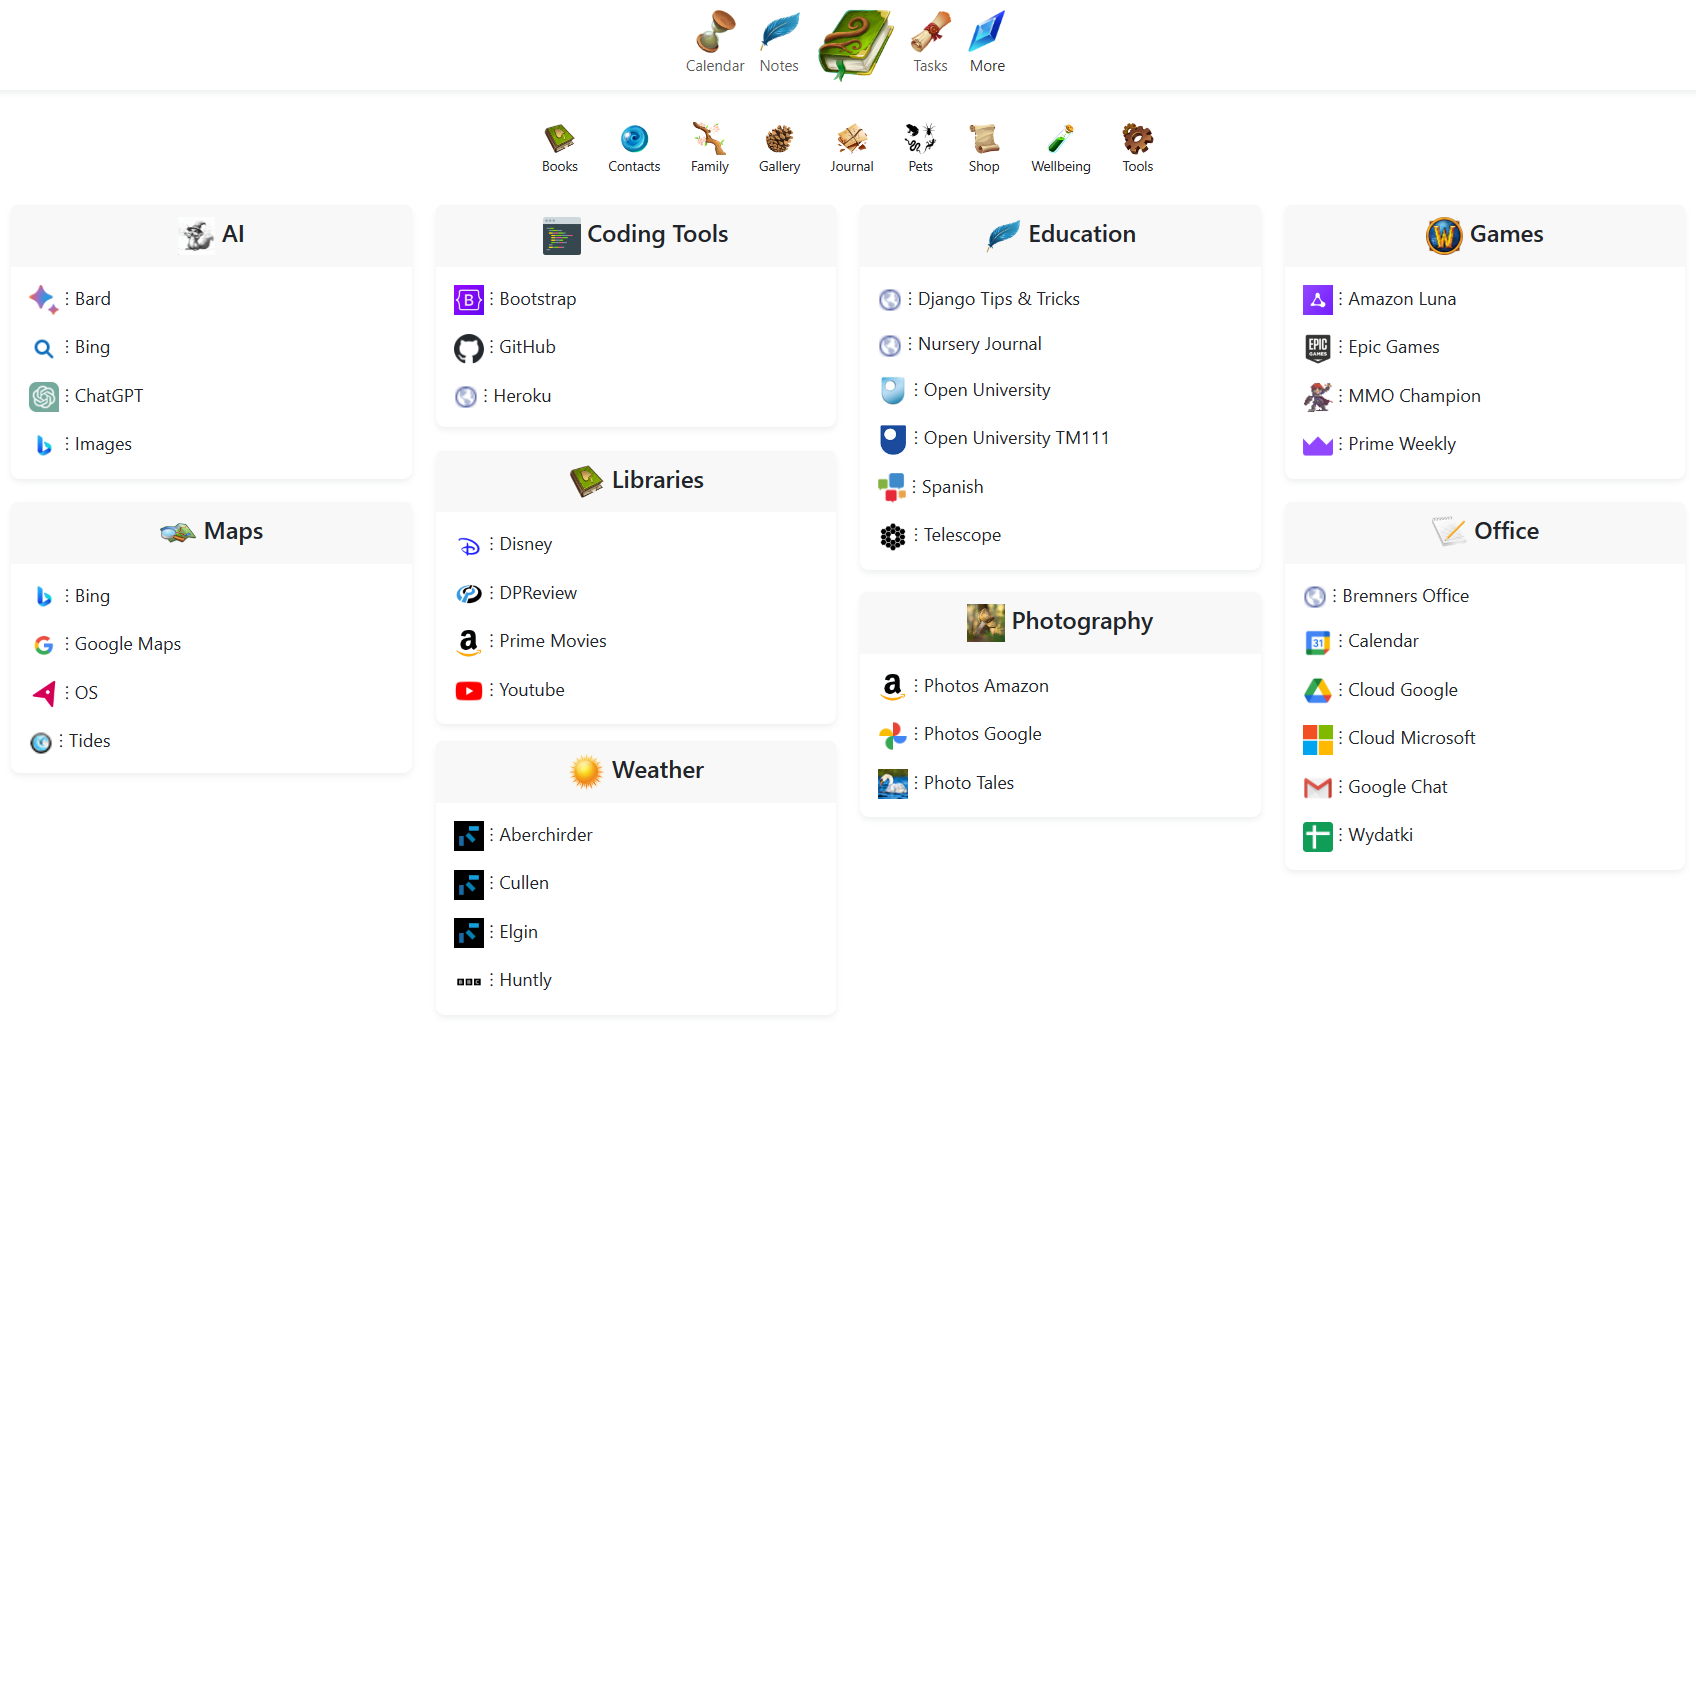 Calendar
Notes
Tasks
More
Books
Contacts
Family
Gallery
Journal
Pets
Shop
Wellbeing
Tools
AI
: Bard
: Bing
: ChatGPT
: Images
Maps
: Bing
: Google Maps
: OS
: Tides
Coding Tools
: Bootstrap
: GitHub
: Heroku
Libraries
: Disney
: DPReview
: Prime Movies
: Youtube
Weather
: Aberchirder
: Cullen
: Elgin
BBC : Huntly
Education
: Django Tips & Tricks
: Nursery Journal
: Open University
: Open University TM111
: Spanish
: Telescope
Photography
: Photos Amazon
: Photos Google
: Photo Tales
Games
: Amazon Luna
EPIC GAMES : Epic Games
: MMO Champion
: Prime Weekly
Office
: Bremners Office
31 : Calendar
: Cloud Google
: Cloud Microsoft
: Google Chat
: Wydatki